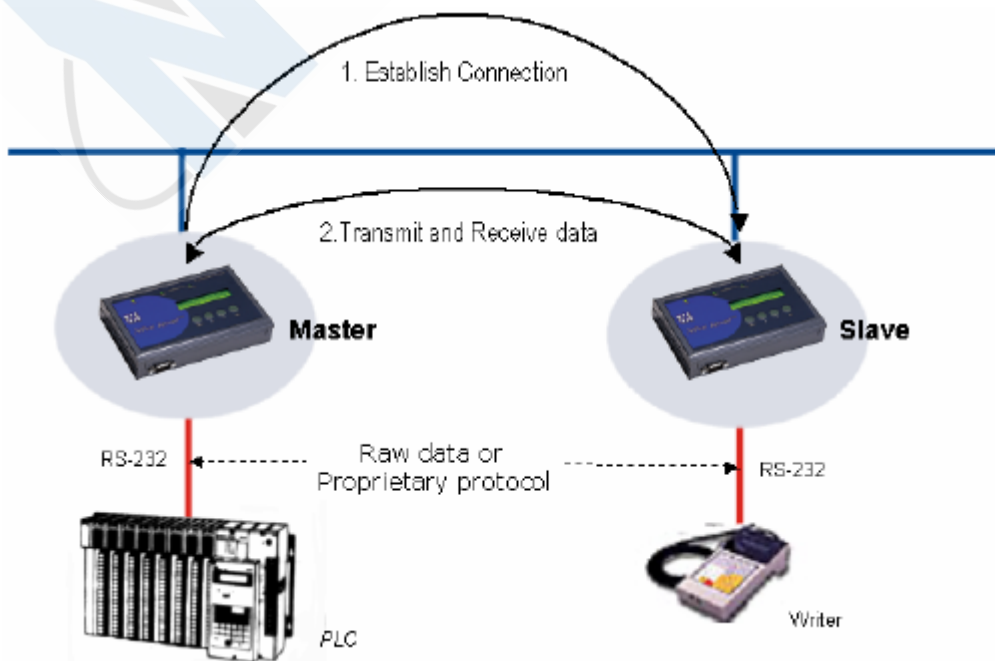 1. Establish Connection
2.Transmit and Receive data
Master
Slave
RS-232
Raw data or
Proprietary protocol
RS-232
PLC
Writer